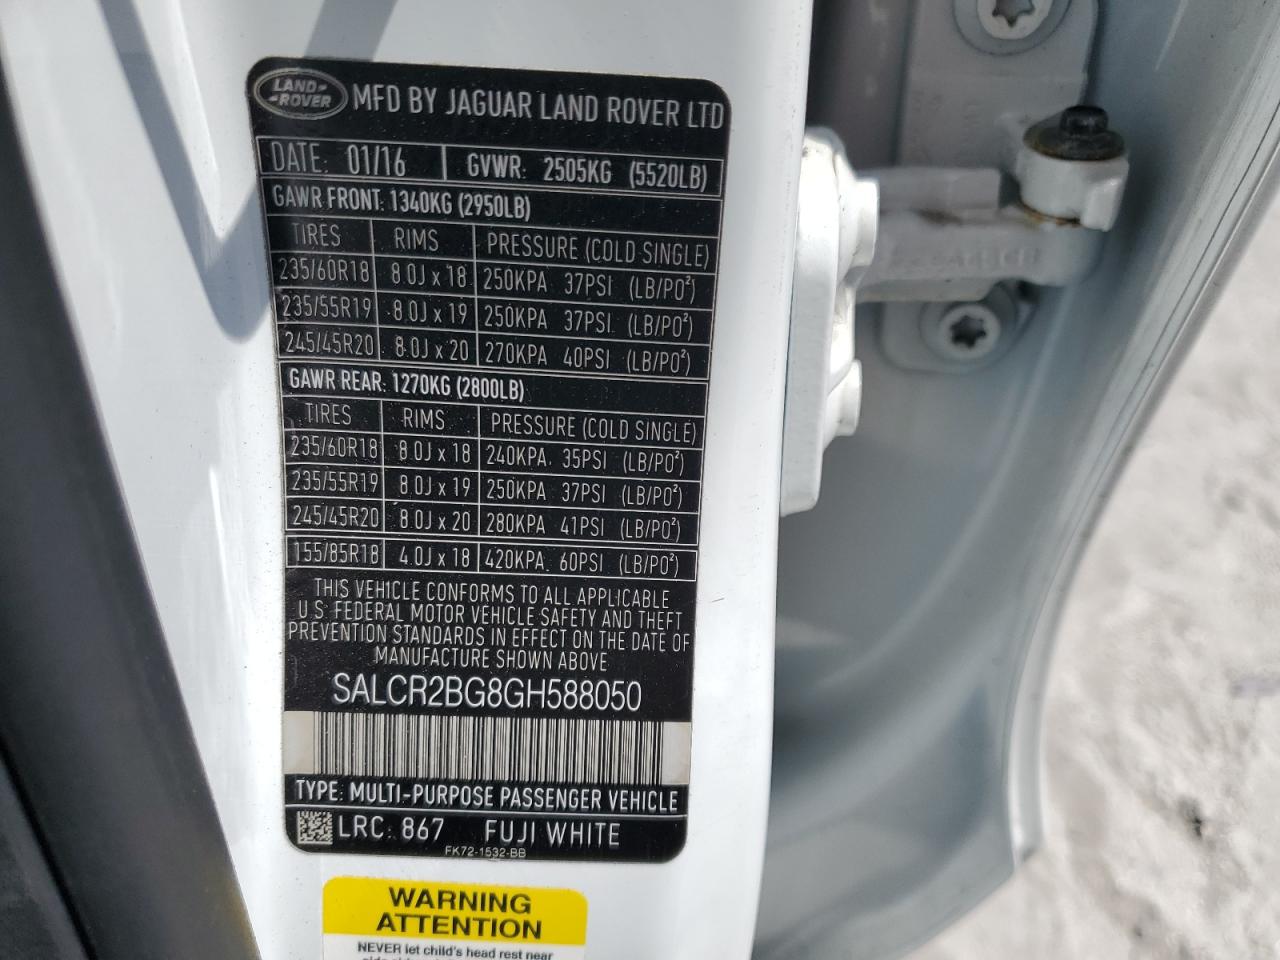 LAND-ROVER MFD BY JAGUAR LAND ROVER LTD
DATE: 01/16 GVWR: 2505KG (5520LB)
GAWR FRONT: 1340KG (2950LB)
TIRES RIMS PRESSURE (COLD SINGLE)
235/60R18 8.0J x 18 250KPA 37PSI (LB/PO²)
235/55R19 8.0J x 19 250KPA 37PSI (LB/PO²)
245/45R20 8.0J x 20 270KPA 40PSI (LB/PO²)
GAWR REAR: 1270KG (2800LB)
TIRES RIMS PRESSURE (COLD SINGLE)
235/60R18 8.0J x 18 240KPA 35PSI (LB/PO²)
235/55R19 8.0J x 19 250KPA 37PSI (LB/PO²)
245/45R20 8.0J x 20 280KPA 41PSI (LB/PO²)
155/85R18 4.0J x 18 420KPA 60PSI (LB/PO²)
THIS VEHICLE CONFORMS TO ALL APPLICABLE
U.S. FEDERAL MOTOR VEHICLE SAFETY AND THEFT
PREVENTION STANDARDS IN EFFECT ON THE DATE OF
MANUFACTURE SHOWN ABOVE
SALCR2BG8GH588050
TYPE: MULTI-PURPOSE PASSENGER VEHICLE
LRC: 867 FUJI WHITE
FK72-1532-BB
WARNING
ATTENTION
NEVER let child's head rest near